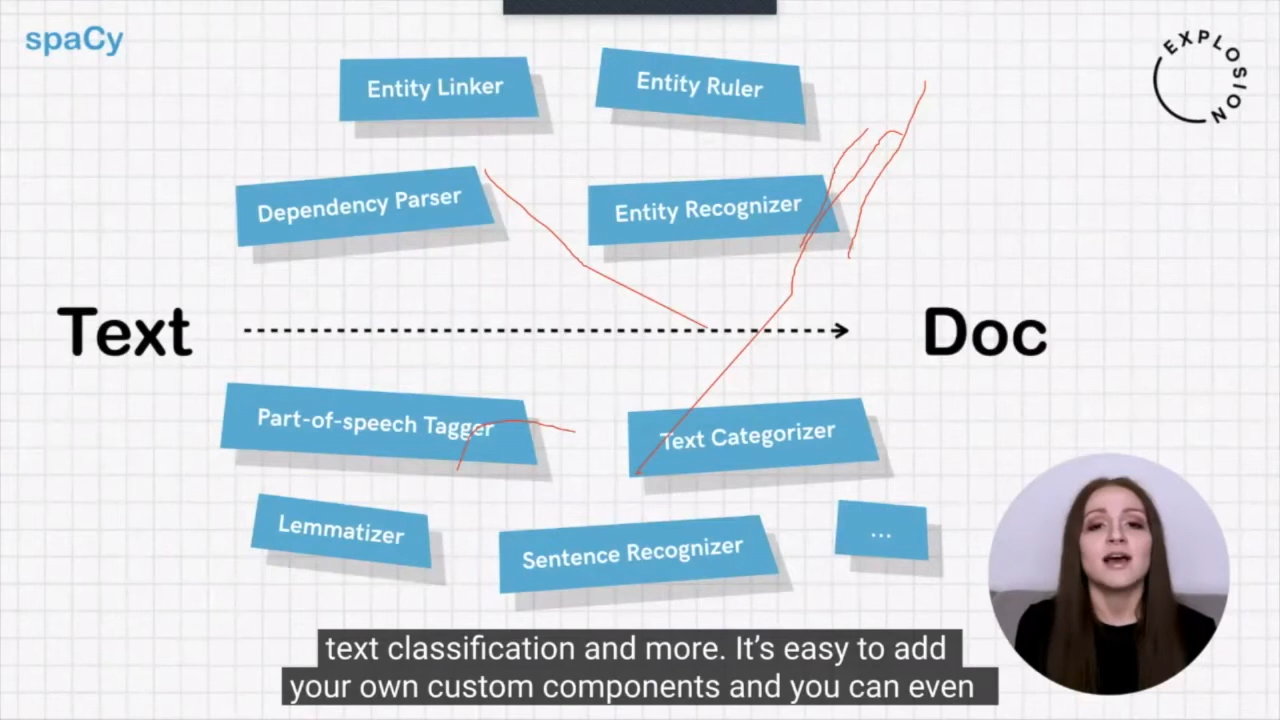 spaCy
EXPLOSION
Entity Linker
Entity Ruler
Dependency Parser
Entity Recognizer
Text
Doc
Part-of-speech Tagger
Text Categorizer
Lemmatizer
Sentence Recognizer
...
text classification and more. It’s easy to add
your own custom components and you can even